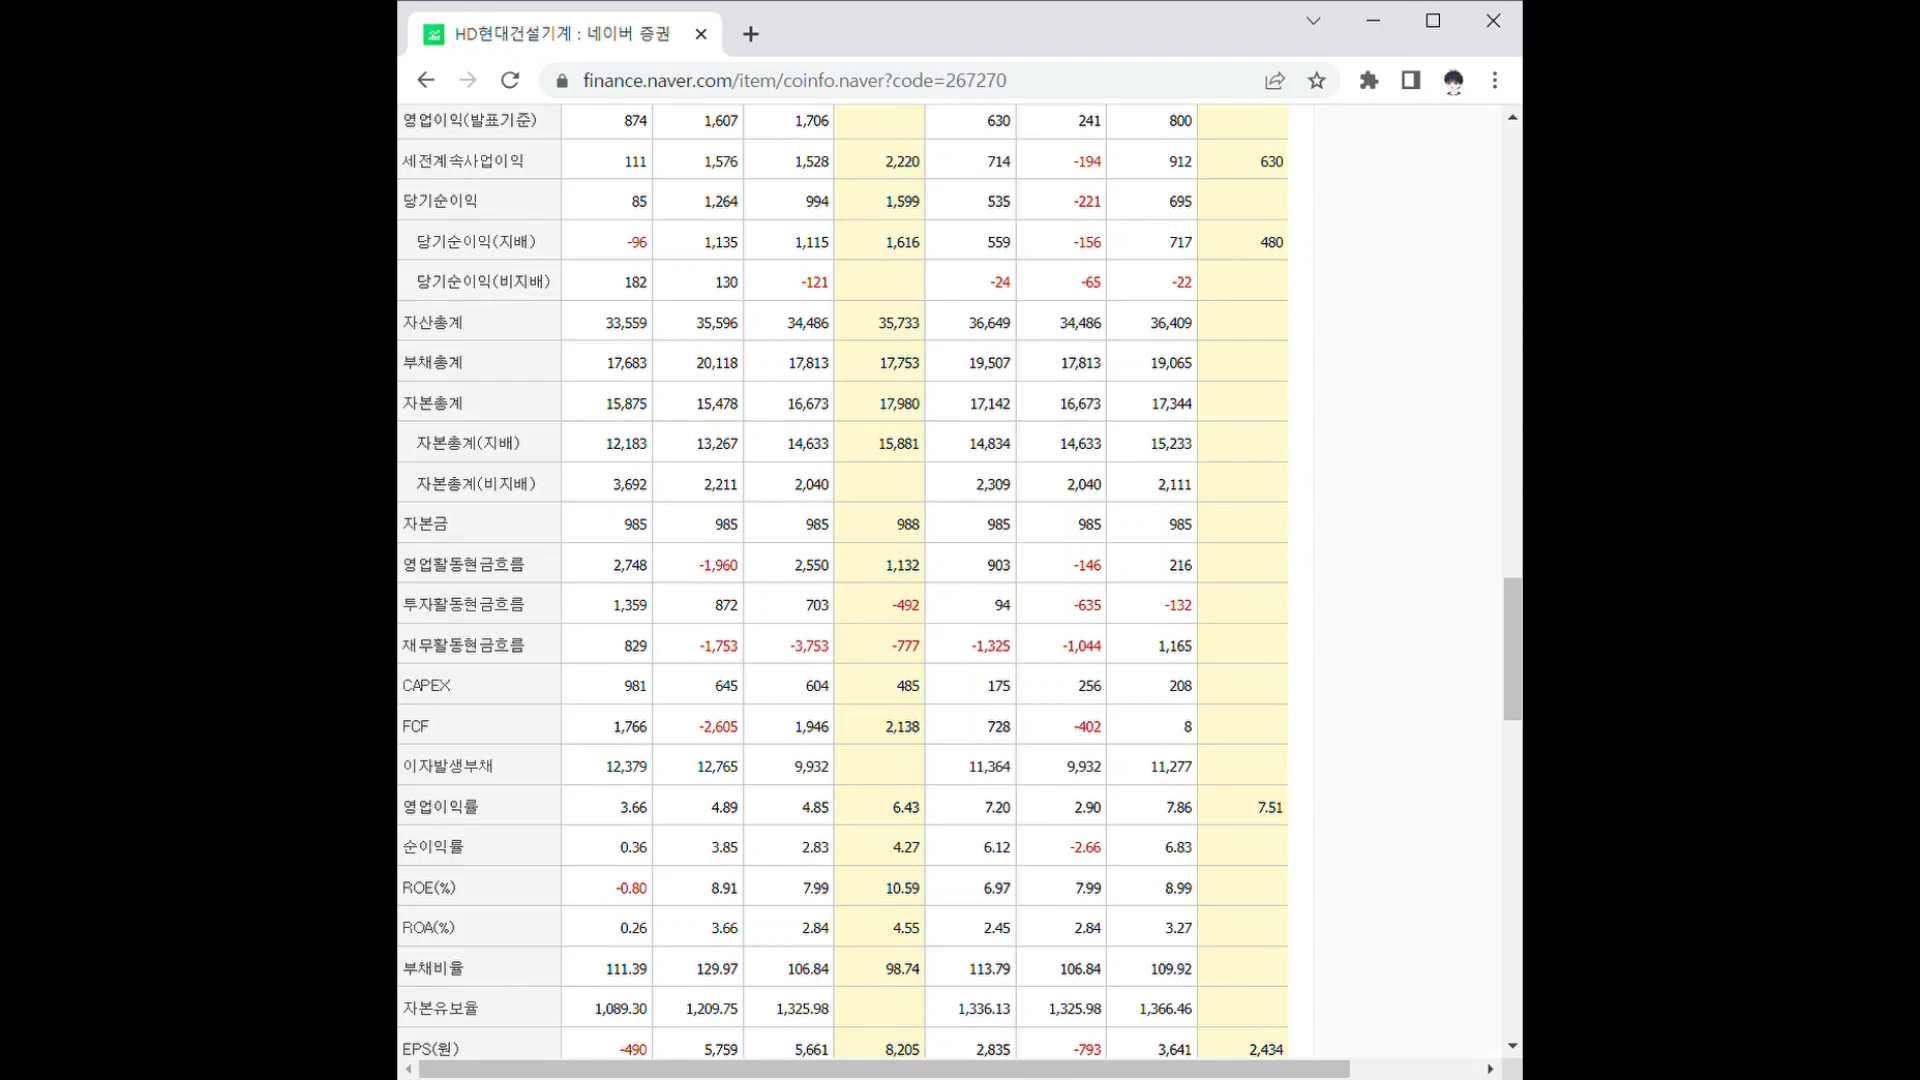 HD현대건설기계 : 네이버 증권
finance.naver.com/item/coinfo.naver?code=267270
영업이익(발표기준) 874 1,607 1,706 630 241 800
세전계속사업이익 111 1,576 1,528 2,220 714 -194 912 630
당기순이익 85 1,264 994 1,599 535 -221 695
당기순이익(지배) -96 1,135 1,115 1,616 559 -156 717 480
당기순이익(비지배) 182 130 -121 -24 -65 -22
자산총계 33,559 35,596 34,486 35,733 36,649 34,486 36,409
부채총계 17,683 20,118 17,813 17,753 19,507 17,813 19,065
자본총계 15,875 15,478 16,673 17,980 17,142 16,673 17,344
자본총계(지배) 12,183 13,267 14,633 15,881 14,834 14,633 15,233
자본총계(비지배) 3,692 2,211 2,040 2,309 2,040 2,111
자본금 985 985 985 988 985 985 985
영업활동현금흐름 2,748 -1,960 2,550 1,132 903 -146 216
투자활동현금흐름 1,359 872 703 -492 94 -635 -132
재무활동현금흐름 829 -1,753 -3,753 -777 -1,325 -1,044 1,165
CAPEX 981 645 604 485 175 256 208
FCF 1,766 -2,605 1,946 2,138 728 -402 8
이자발생부채 12,379 12,765 9,932 11,364 9,932 11,277
영업이익률 3.66 4.89 4.85 6.43 7.20 2.90 7.86 7.51
순이익률 0.36 3.85 2.83 4.27 6.12 -2.66 6.83
ROE(%) -0.80 8.91 7.99 10.59 6.97 7.99 8.99
ROA(%) 0.26 3.66 2.84 4.55 2.45 2.84 3.27
부채비율 111.39 129.97 106.84 98.74 113.79 106.84 109.92
자본유보율 1,089.30 1,209.75 1,325.98 1,336.13 1,325.98 1,366.46
EPS(원) -490 5,759 5,661 8,205 2,835 -793 3,641 2,434